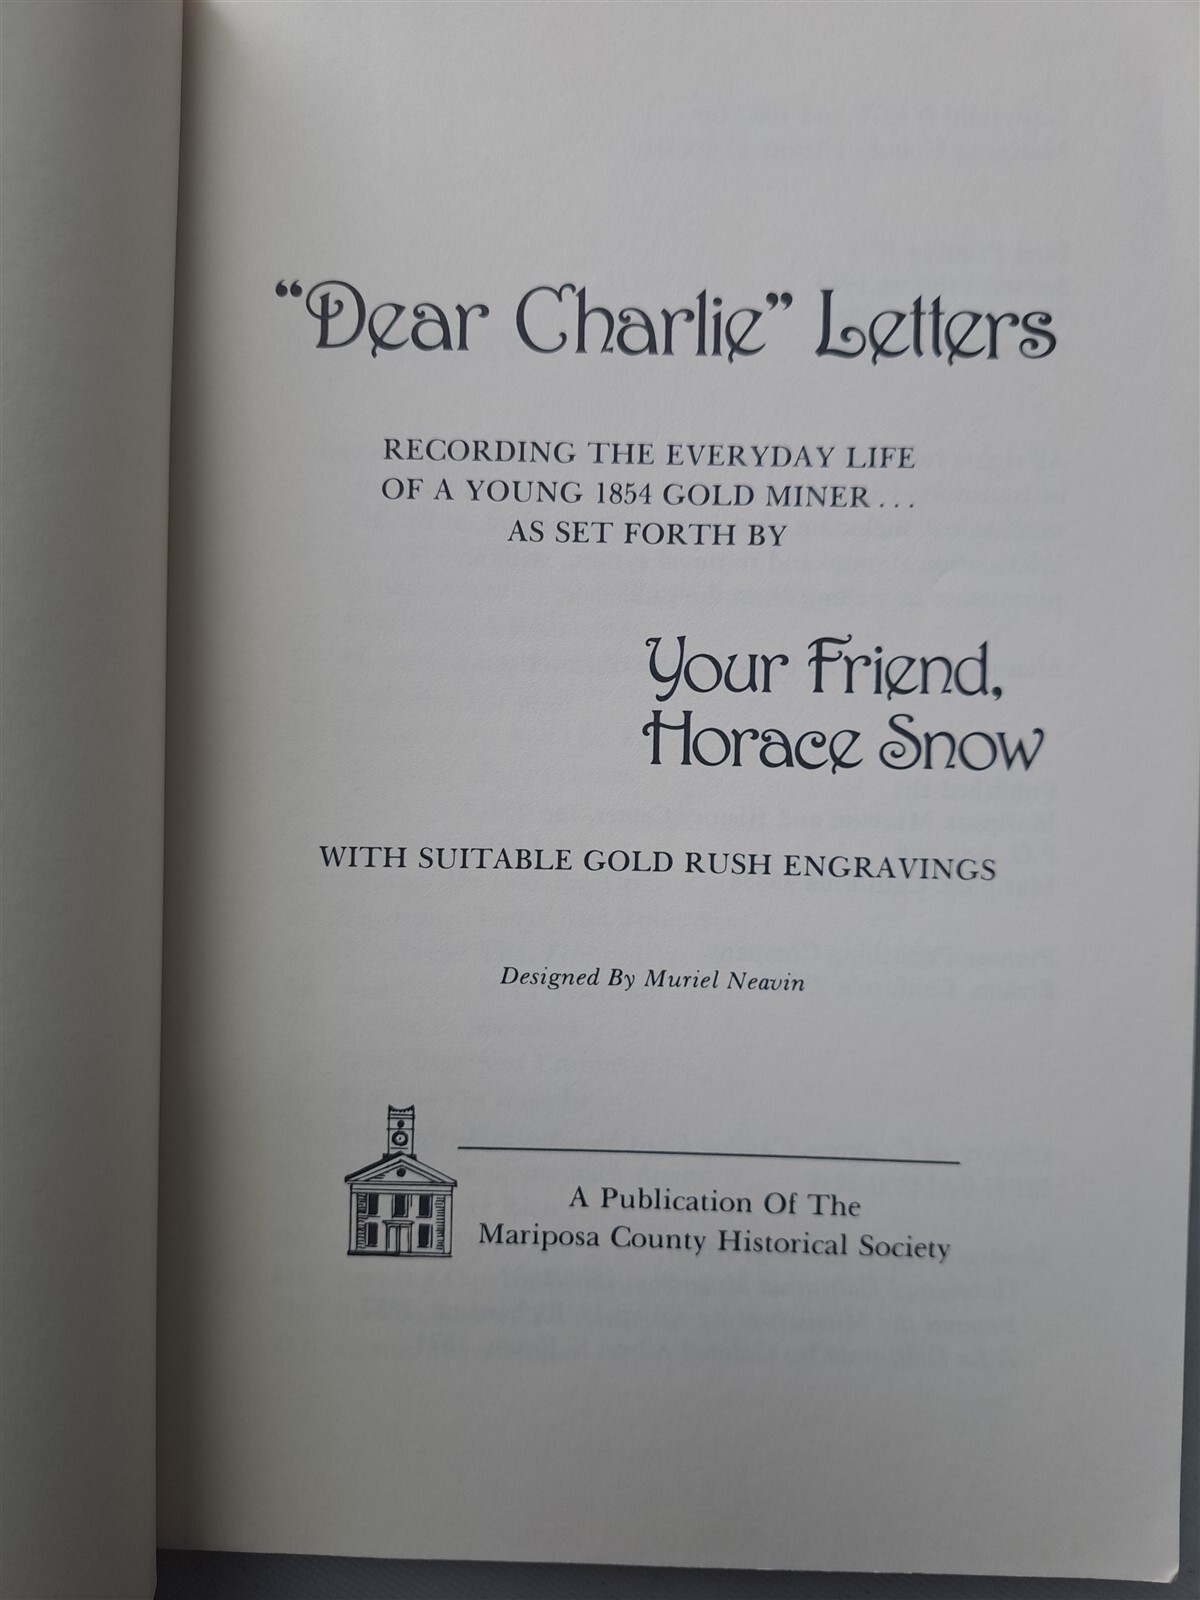 “Dear Charlie” Letters
RECORDING THE EVERYDAY LIFE
OF A YOUNG 1854 GOLD MINER...
AS SET FORTH BY
Your Friend,
Horace Snow
WITH SUITABLE GOLD RUSH ENGRAVINGS
Designed By Muriel Neavin
A Publication Of The
Mariposa County Historical Society